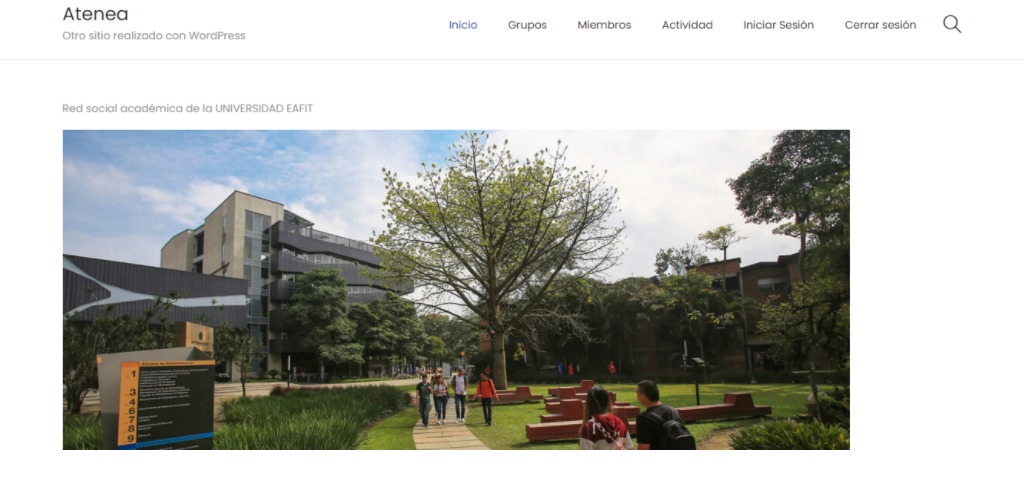 Atenea
Otro sitio realizado con WordPress
Inicio Grupos Miembros Actividad Iniciar Sesión Cerrar sesión
Red social académica de la UNIVERSIDAD EAFIT
1
3
4
6
7
8
9